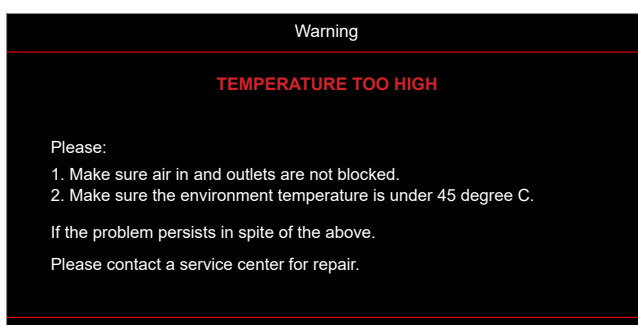 Warning
TEMPERATURE TOO HIGH
Please:
1. Make sure air in and outlets are not blocked.
2. Make sure the environment temperature is under 45 degree C.
If the problem persists in spite of the above.
Please contact a service center for repair.